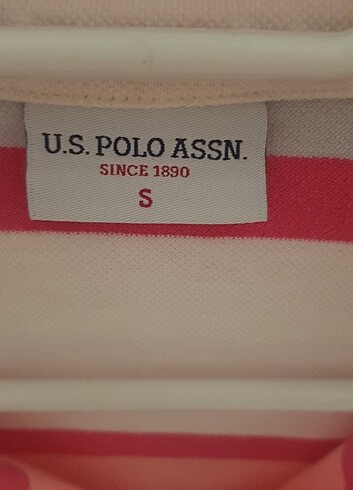 U.S. POLO ASSN.
SINCE 1890
S